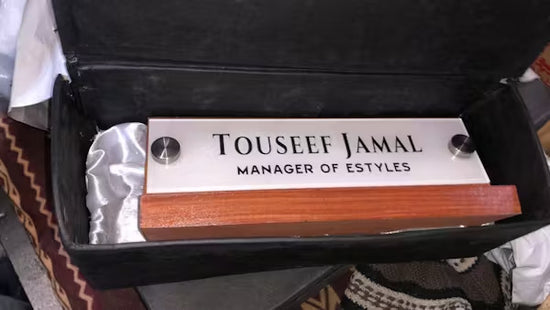 TOUSEEF JAMAL
MANAGER OF ESTYLES